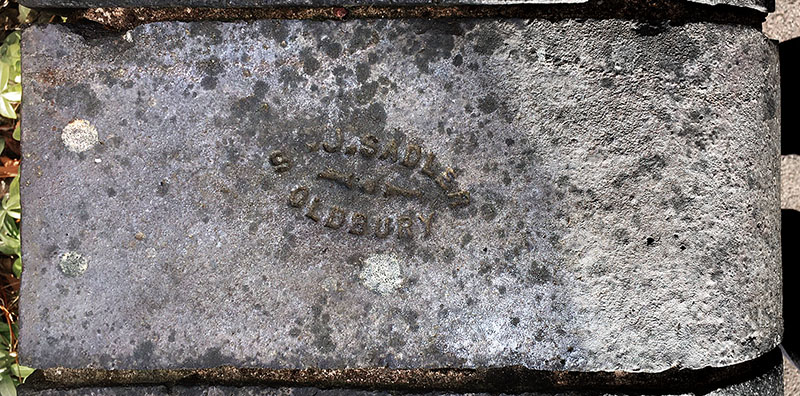 S. J. SADLER
OLDBURY